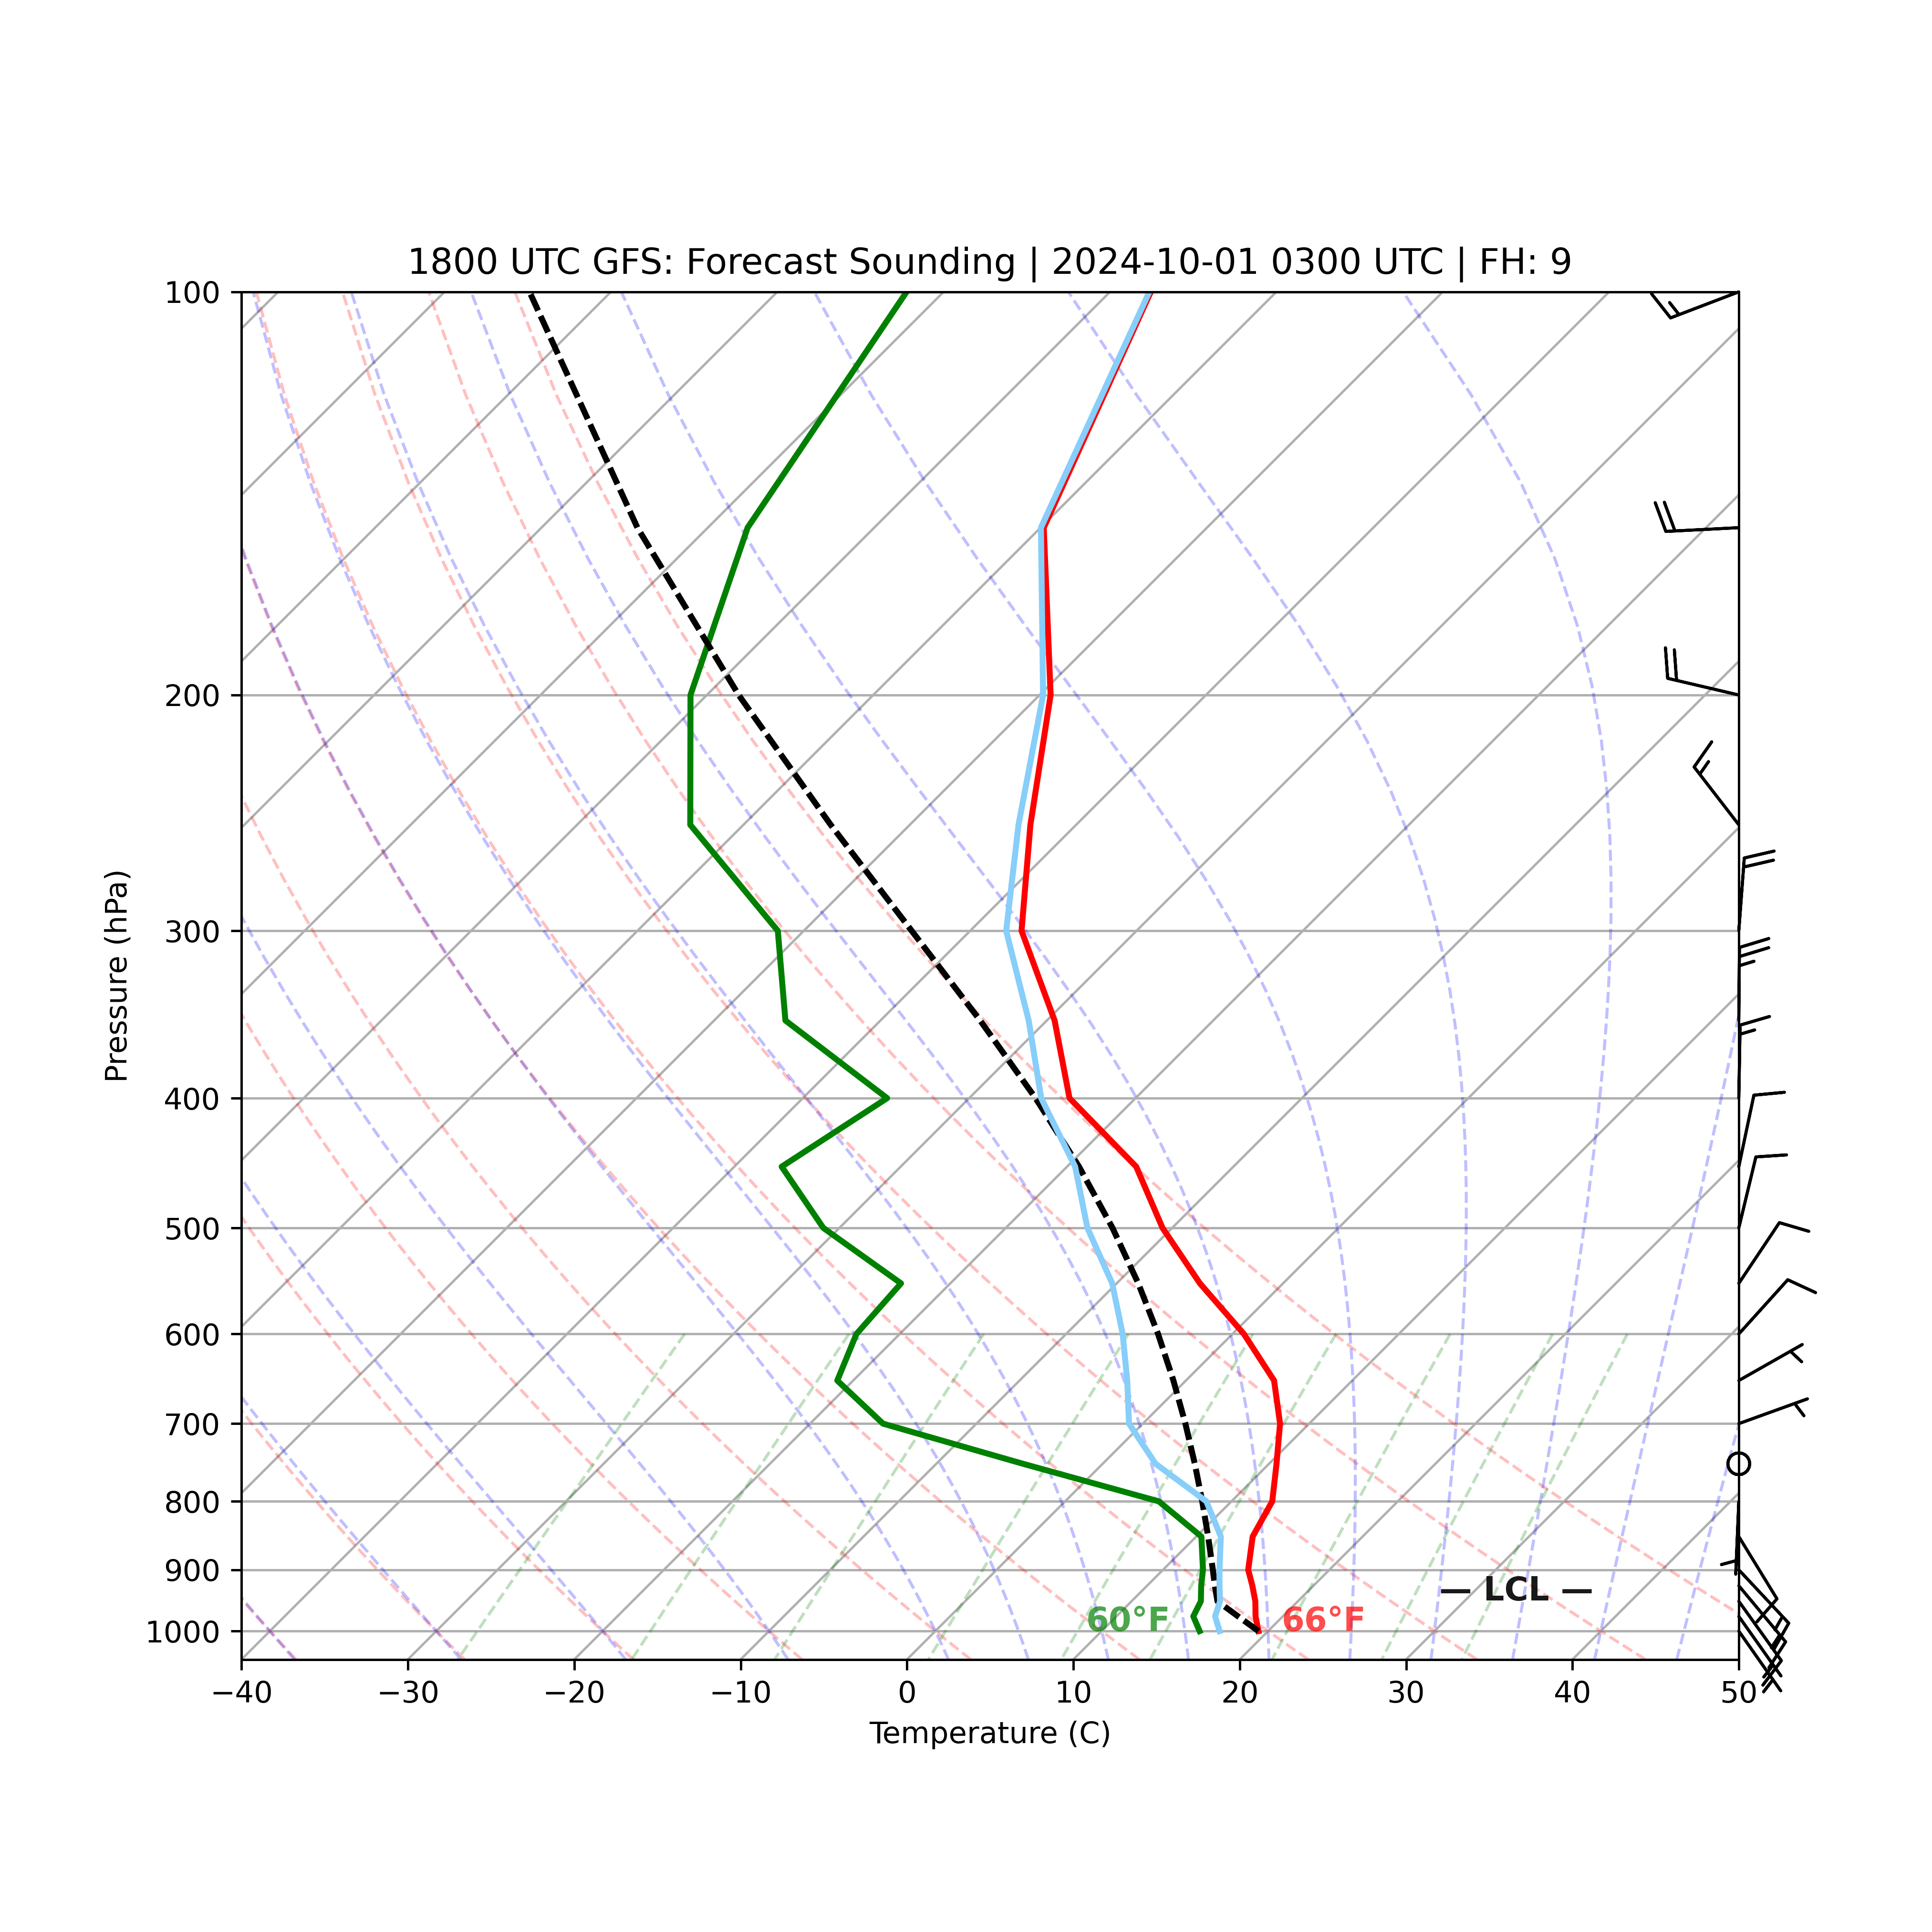 1800 UTC GFS: Forecast Sounding | 2024-10-01 0300 UTC | FH: 9
100
200
300
400
500
600
700
800
900
1000
Pressure (hPa)
— LCL —
60°F
66°F
−40 −30 −20 −10 0 10 20 30 40 50
Temperature (C)